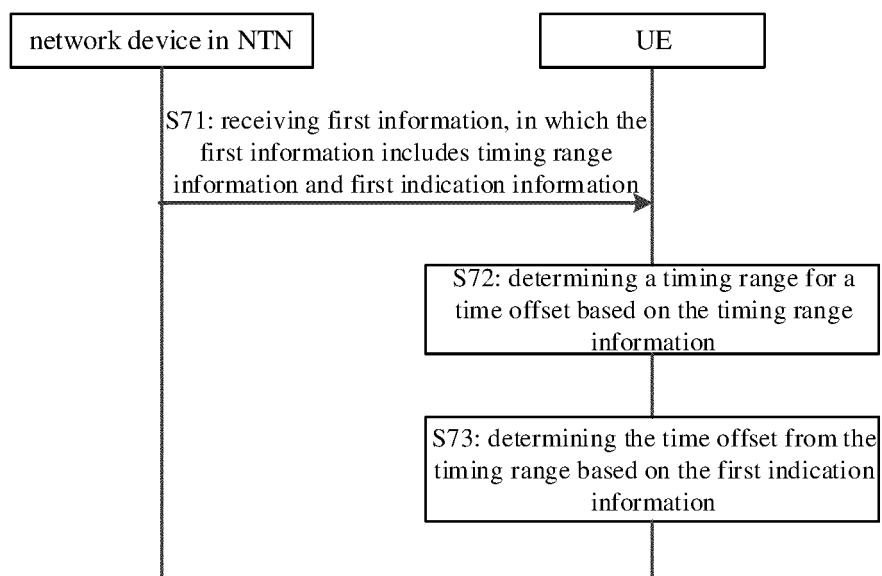 network device in NTN
UE
S71: receiving first information, in which the
first information includes timing range
information and first indication information
S72: determining a timing range for a
time offset based on the timing range
information
S73: determining the time offset from the
timing range based on the first indication
information